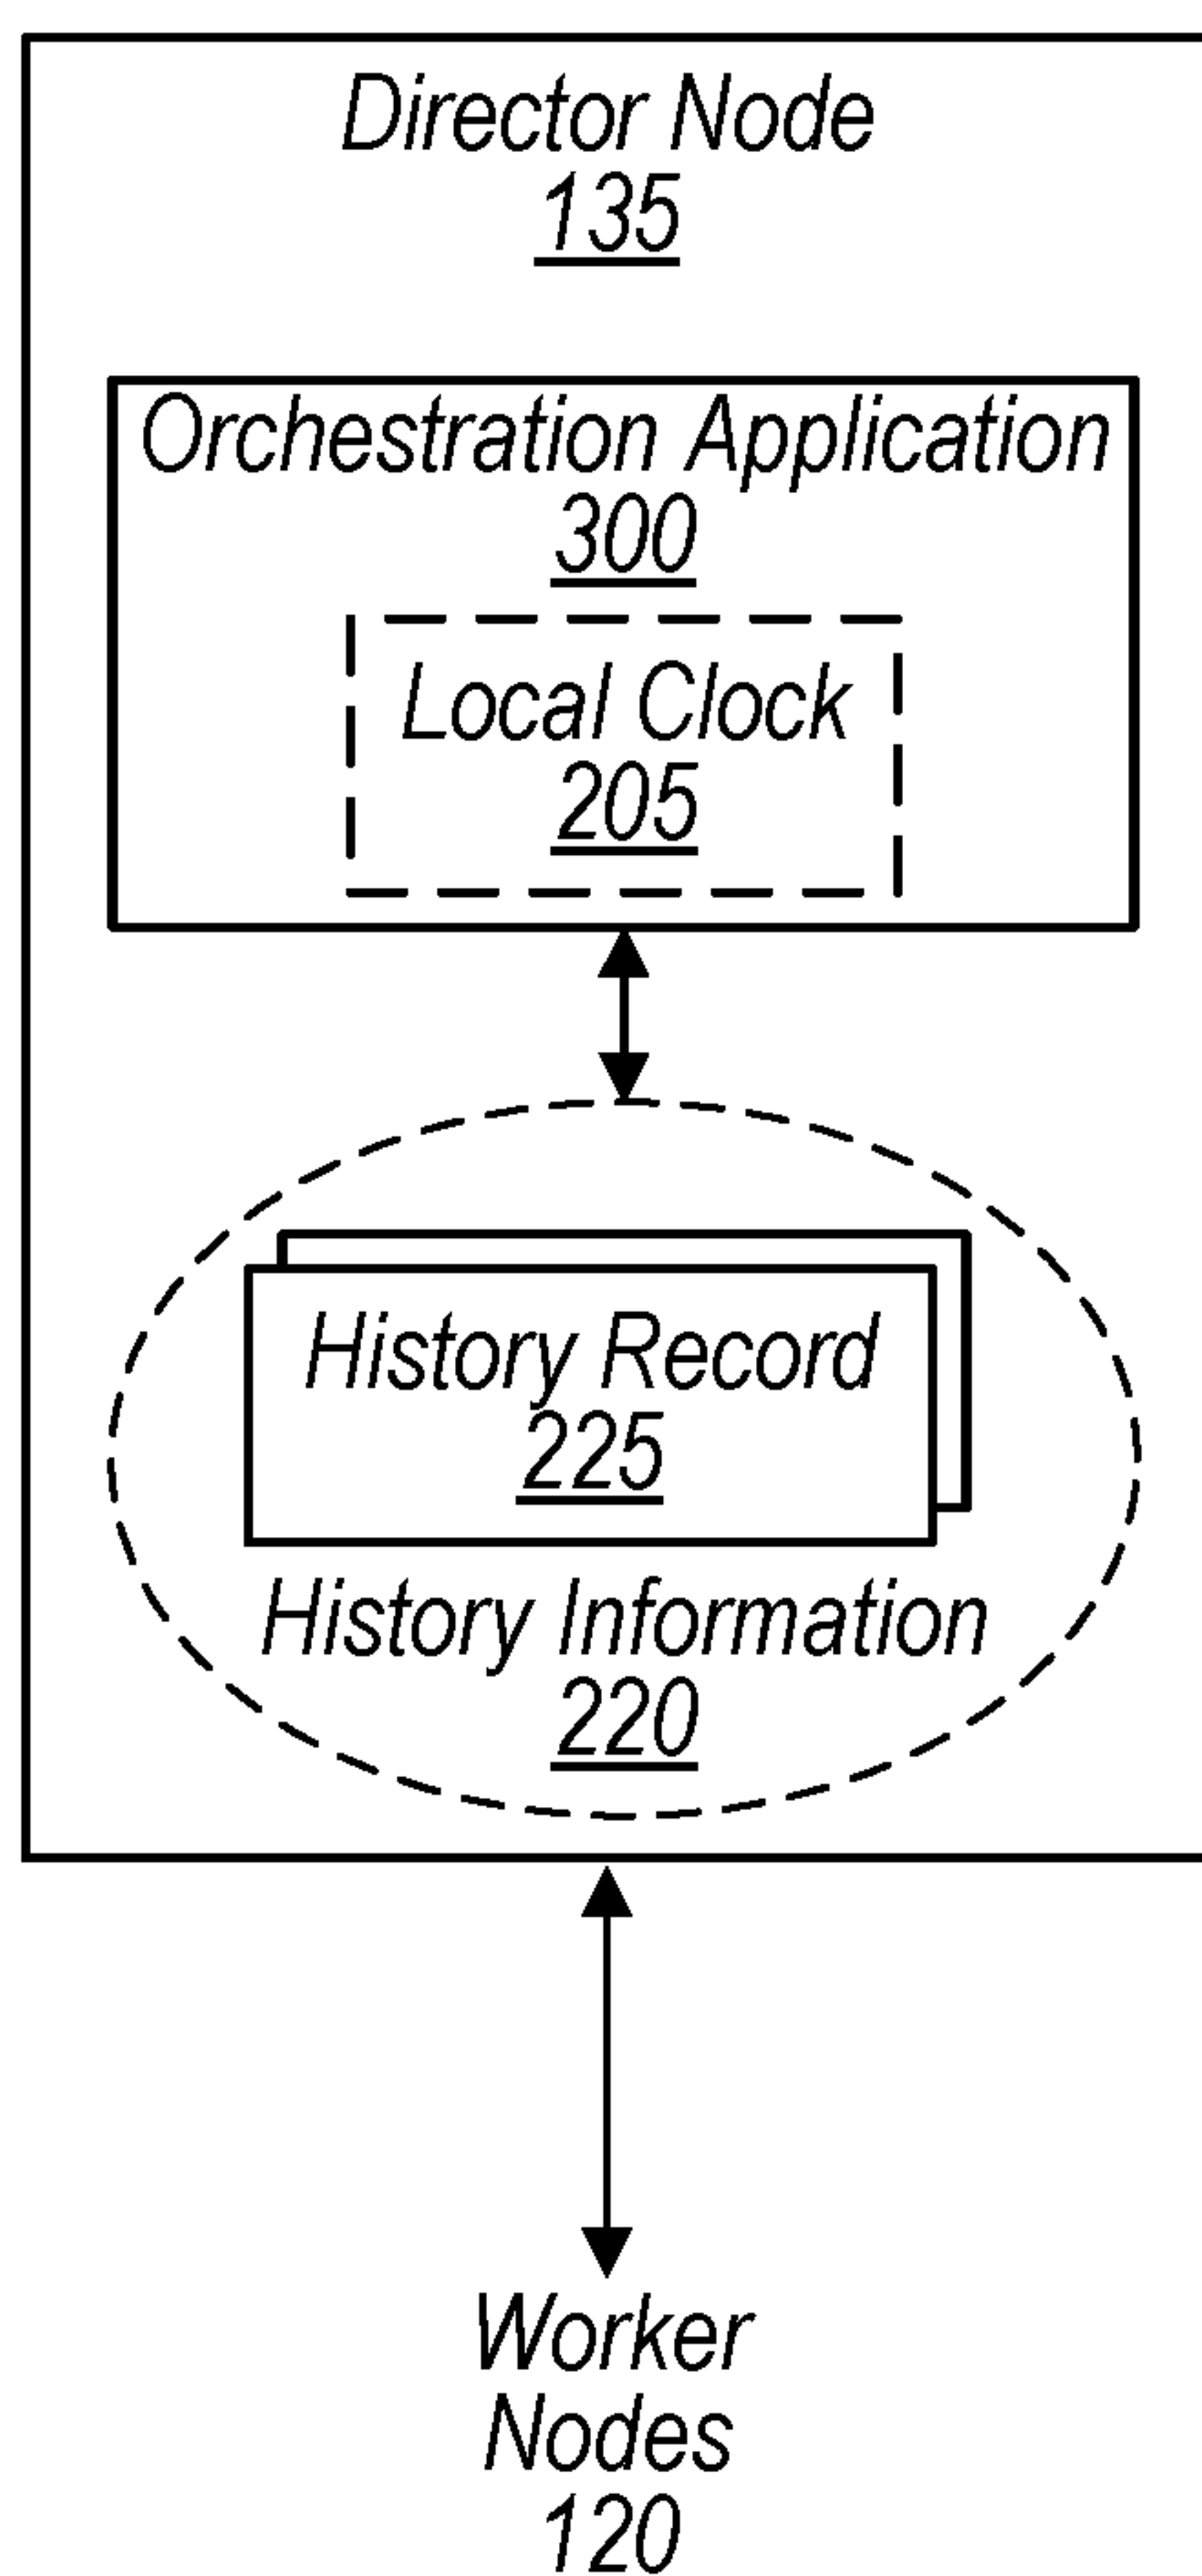 Director Node
135
Orchestration Application
300
Local Clock
205
History Record
225
History Information
220
Worker
Nodes
120